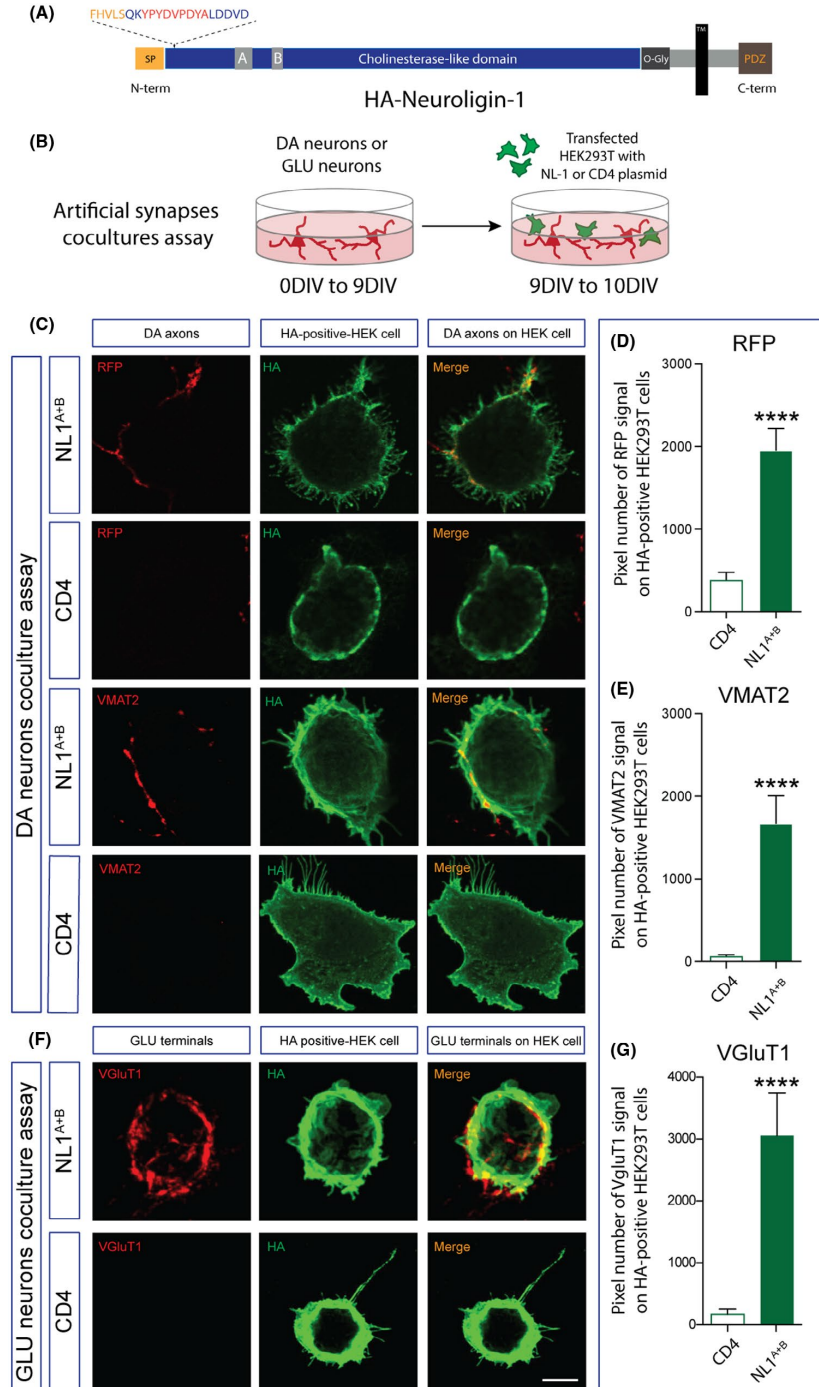 (A)
FHVLSQKYPYDVPDYALDDVD
SP
A
B
Cholinesterase-like domain
O-Gly
TM
PDZ
N-term
HA-Neuroligin-1
C-term
(B)
DA neurons or
GLU neurons
Transfected
HEK293T with
NL-1 or CD4 plasmid
Artificial synapses
cocultures assay
0DIV to 9DIV
9DIV to 10DIV
(C)
DA axons
HA-positive-HEK cell
DA axons on HEK cell
DA neurons coculture assay
NL1A+B
RFP
HA
Merge
CD4
RFP
HA
Merge
NL1A+B
VMAT2
HA
Merge
CD4
VMAT2
HA
Merge
(D)
RFP
Pixel number of RFP signal
on HA-positive HEK293T cells
3000
2000
1000
0
****
CD4
NL1A+B
(E)
VMAT2
Pixel number of VMAT2 signal
on HA-positive HEK293T cells
3000
2000
1000
0
****
CD4
NL1A+B
(F)
GLU terminals
HA positive-HEK cell
GLU terminals on HEK cell
GLU neurons coculture assay
NL1A+B
VGluT1
HA
Merge
CD4
VGluT1
HA
Merge
(G)
VGluT1
Pixel number of VgluT1 signal
on HA-positive HEK293T cells
4000
3000
2000
1000
0
****
CD4
NL1A+B